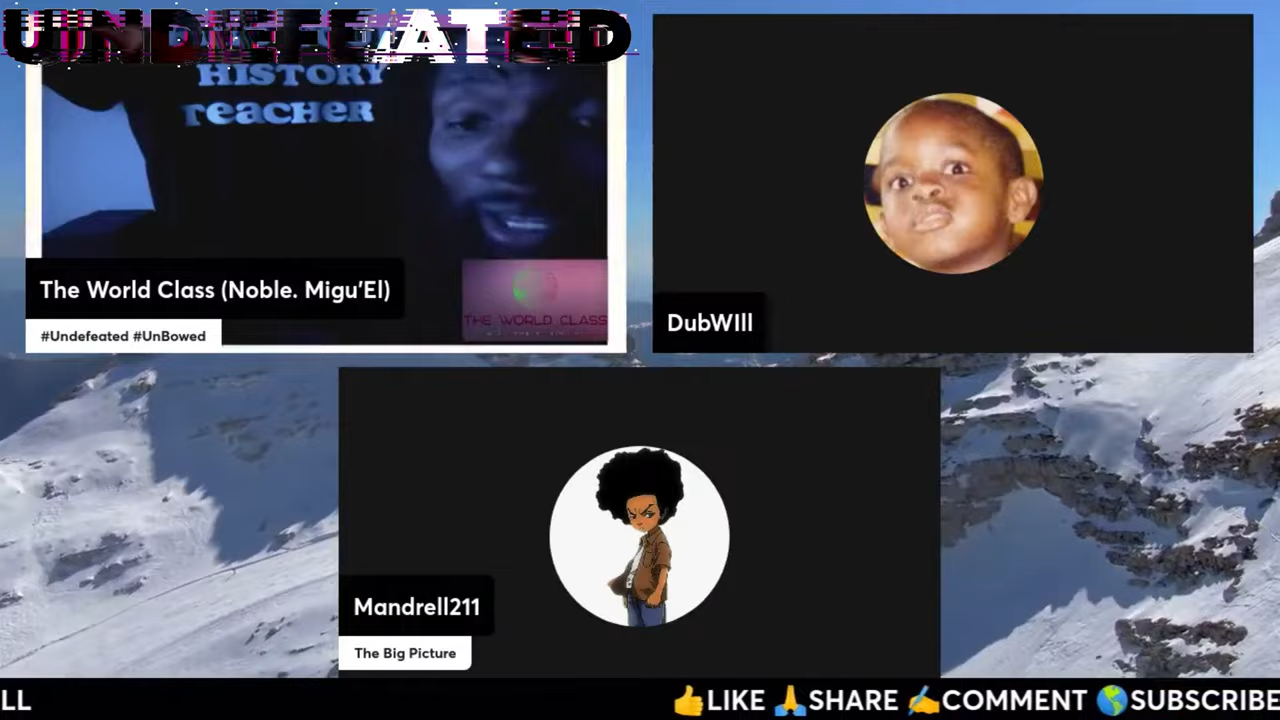 UNDEFEATED
HISTORY
TEACHER
The World Class (Noble. Migu'El)
THE WORLD CLASS
#Undefeated #UnBowed
DubWIll
Mandrell211
The Big Picture
LL
👍LIKE 🙏SHARE ✍️COMMENT 🌎SUBSCRIBE